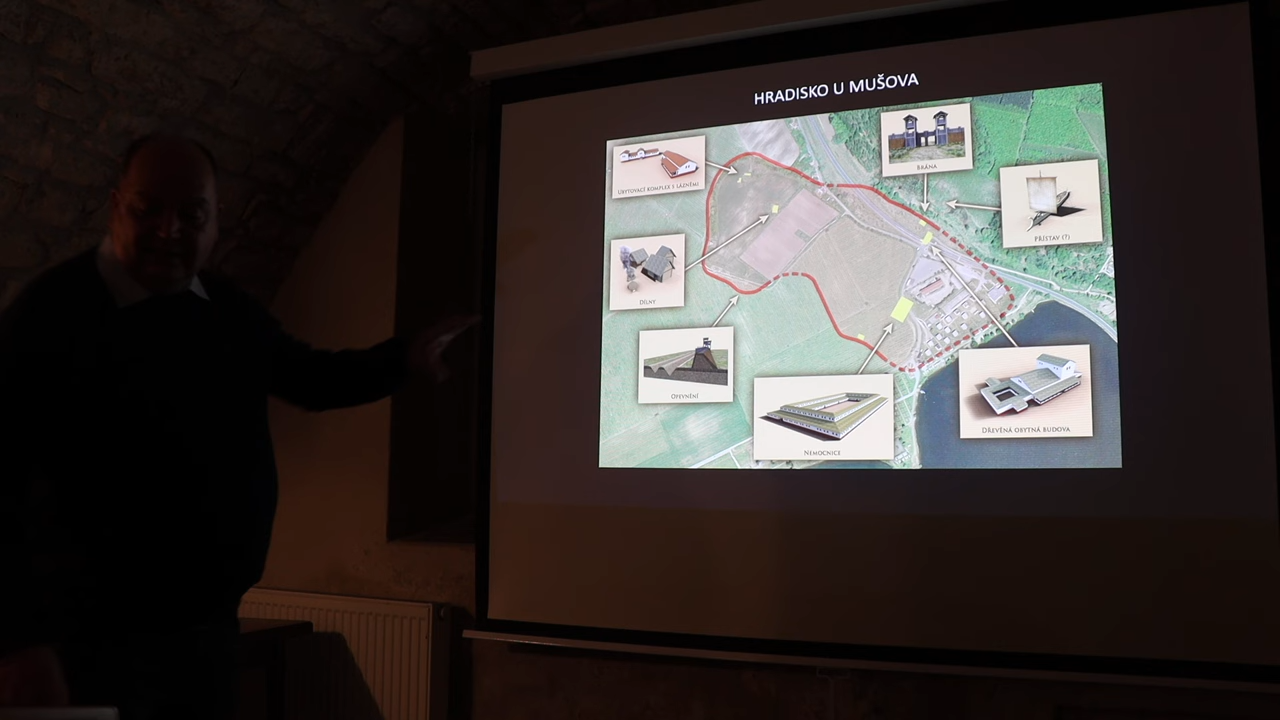 HRADISKO U MUŠOVA
UBYTOVACÍ KOMPLEX S LÁZNĚMI
BRÁNA
PŘÍSTAV (?)
DÍLNY
OPEVNĚNÍ
NEMOCNICE
DŘEVĚNÁ OBYTNÁ BUDOVA